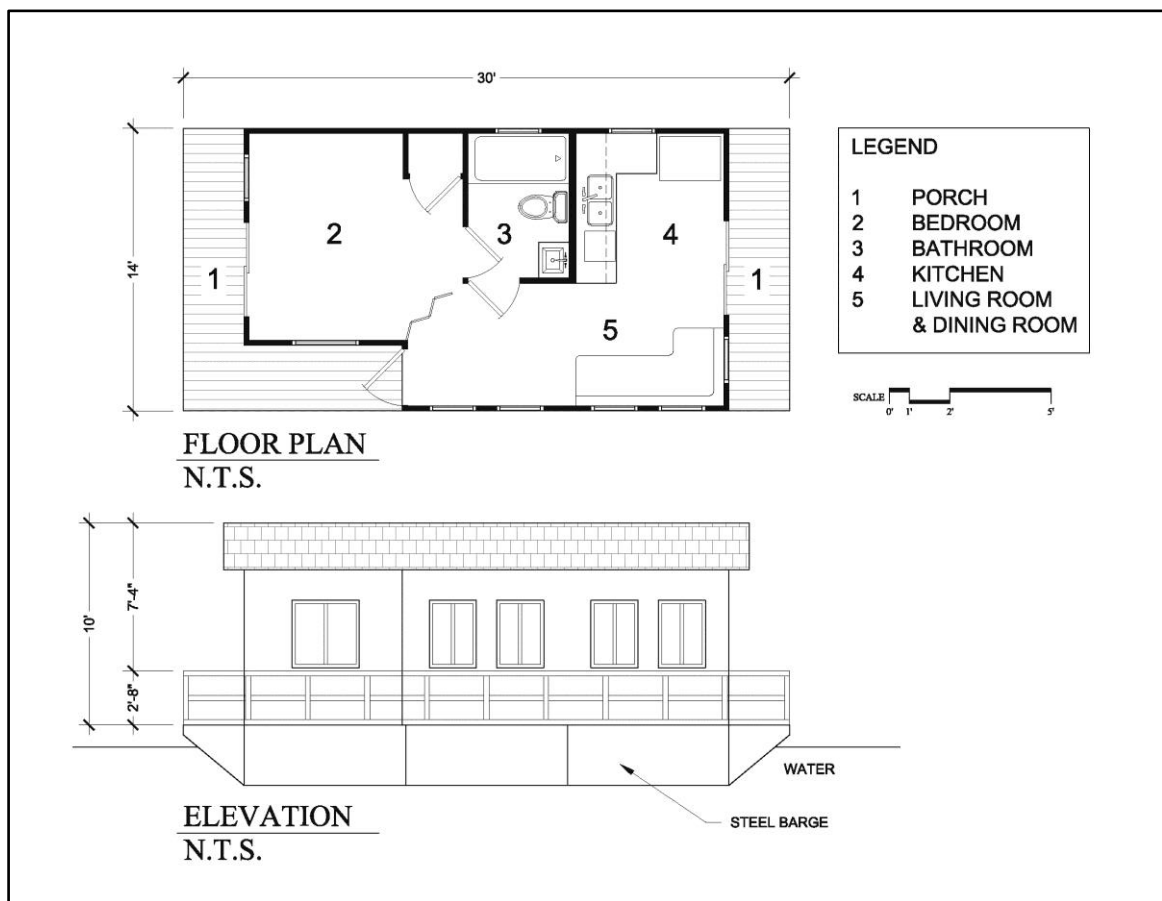 30'
14'
2
3
4
1
1
5
LEGEND
1 PORCH
2 BEDROOM
3 BATHROOM
4 KITCHEN
5 LIVING ROOM
& DINING ROOM
SCALE
0' 1' 2' 5'
FLOOR PLAN
N.T.S.
10'
7'-4"
2'-8"
WATER
STEEL BARGE
ELEVATION
N.T.S.